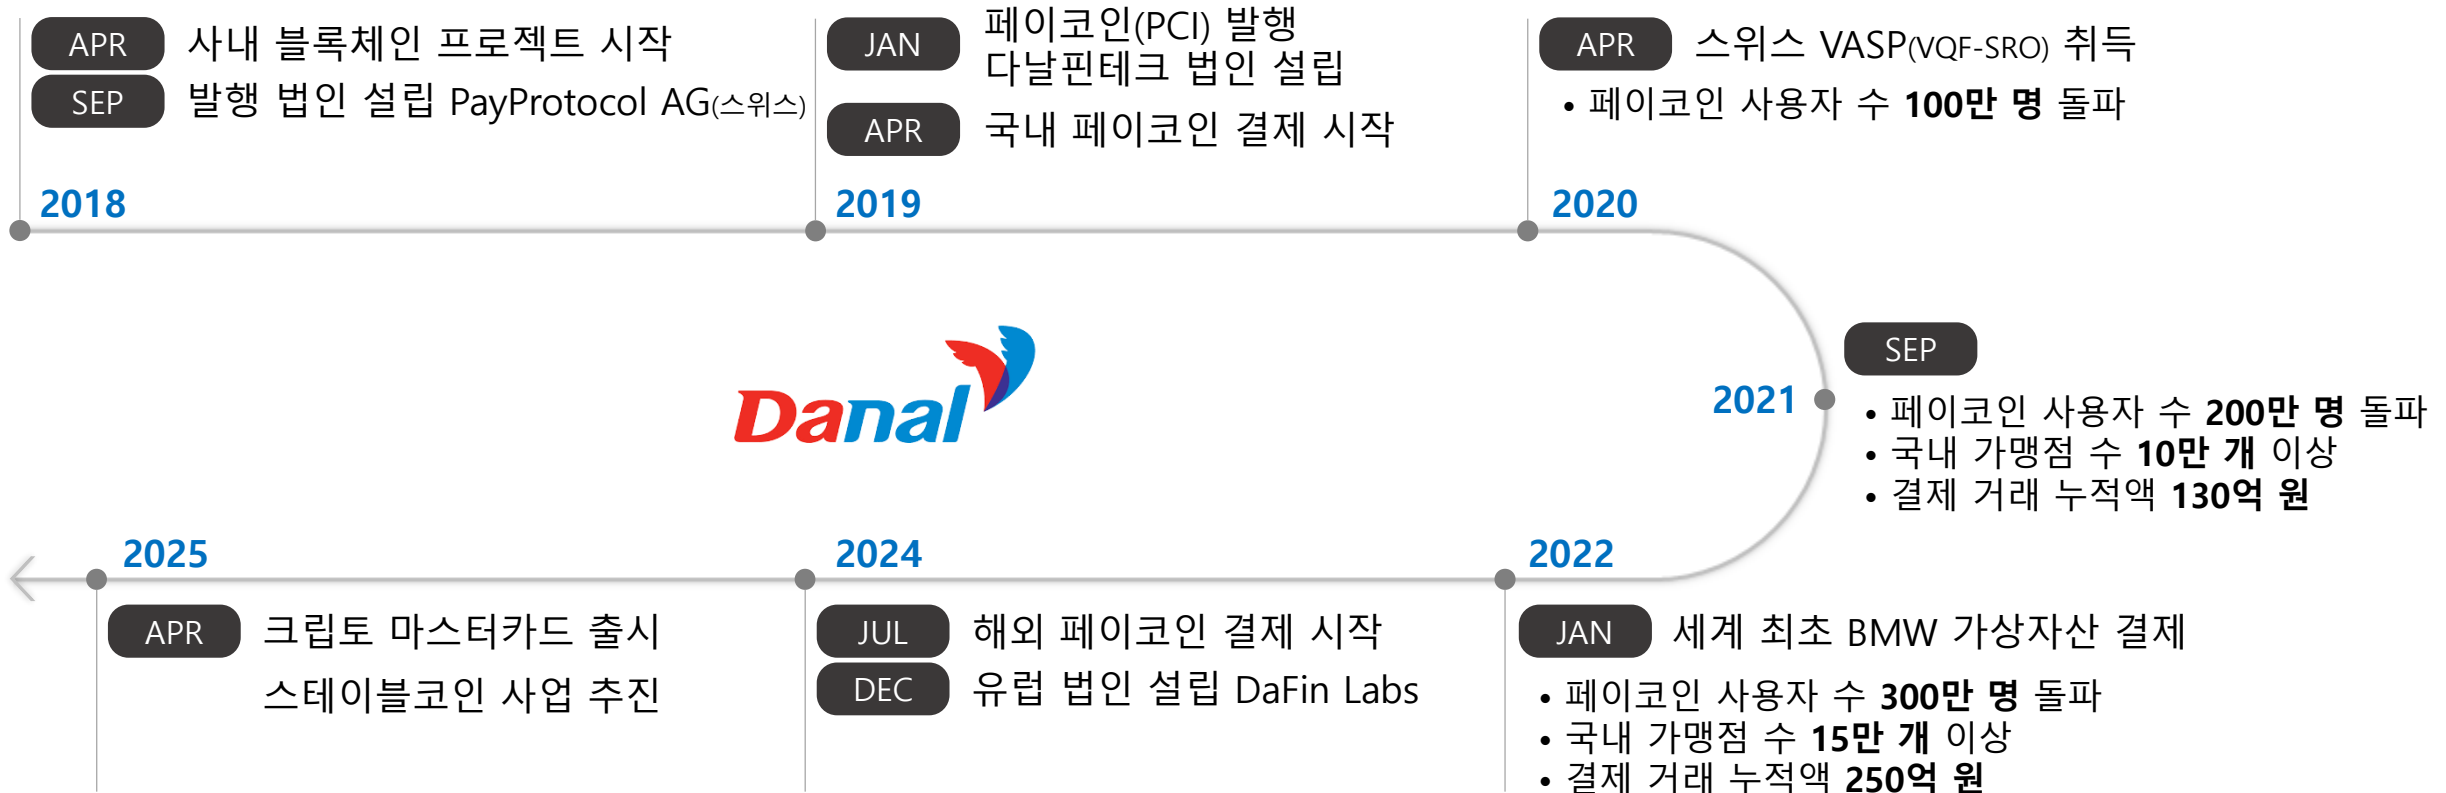 2018
APR 사내 블록체인 프로젝트 시작
SEP 발행 법인 설립 PayProtocol AG(스위스)
2019
JAN 페이코인(PCI) 발행
다날핀테크 법인 설립
APR 국내 페이코인 결제 시작
2020
APR 스위스 VASP(VQF-SRO) 취득
• 페이코인 사용자 수 100만 명 돌파
Danal
2021
SEP
• 페이코인 사용자 수 200만 명 돌파
• 국내 가맹점 수 10만 개 이상
• 결제 거래 누적액 130억 원
2022
JAN 세계 최초 BMW 가상자산 결제
• 페이코인 사용자 수 300만 명 돌파
• 국내 가맹점 수 15만 개 이상
• 결제 거래 누적액 250억 원
2024
JUL 해외 페이코인 결제 시작
DEC 유럽 법인 설립 DaFin Labs
2025
APR 크립토 마스터카드 출시
스테이블코인 사업 추진